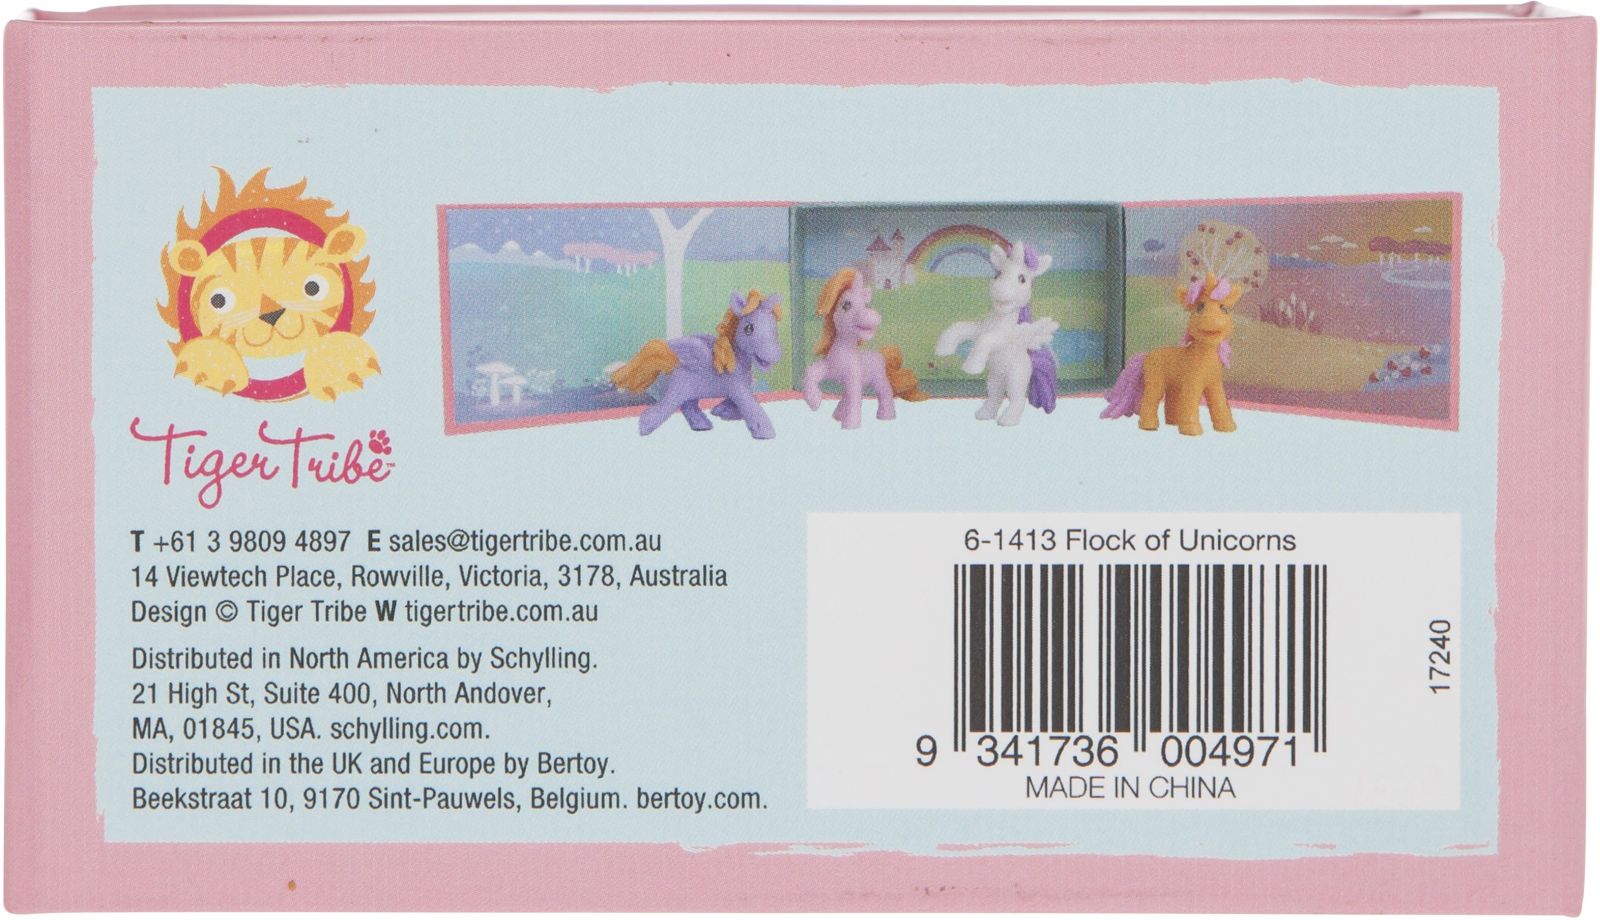 Tiger Tribe™
T +61 3 9809 4897 E sales@tigertribe.com.au
14 Viewtech Place, Rowville, Victoria, 3178, Australia
Design © Tiger Tribe W tigertribe.com.au
Distributed in North America by Schylling.
21 High St, Suite 400, North Andover,
MA, 01845, USA. schylling.com.
Distributed in the UK and Europe by Bertoy.
Beekstraat 10, 9170 Sint-Pauwels, Belgium. bertoy.com.
6-1413 Flock of Unicorns
9 341736 004971
MADE IN CHINA
17240